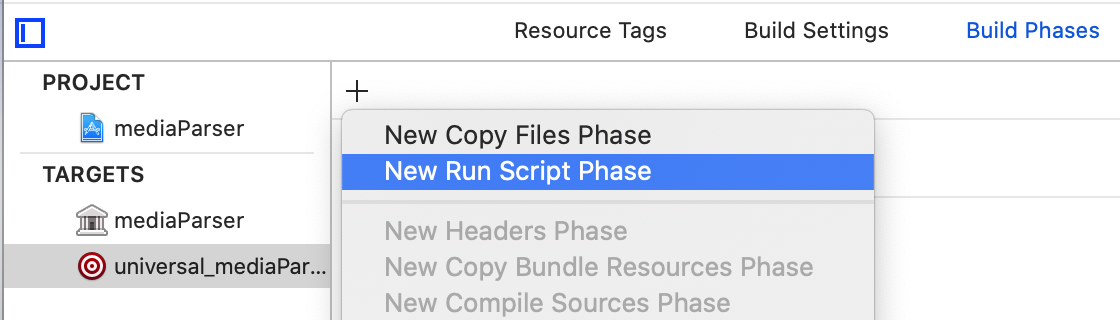 Resource Tags Build Settings Build Phases
PROJECT
mediaParser
TARGETS
mediaParser
universal_mediaPar...
+
New Copy Files Phase
New Run Script Phase
New Headers Phase
New Copy Bundle Resources Phase
New Compile Sources Phase